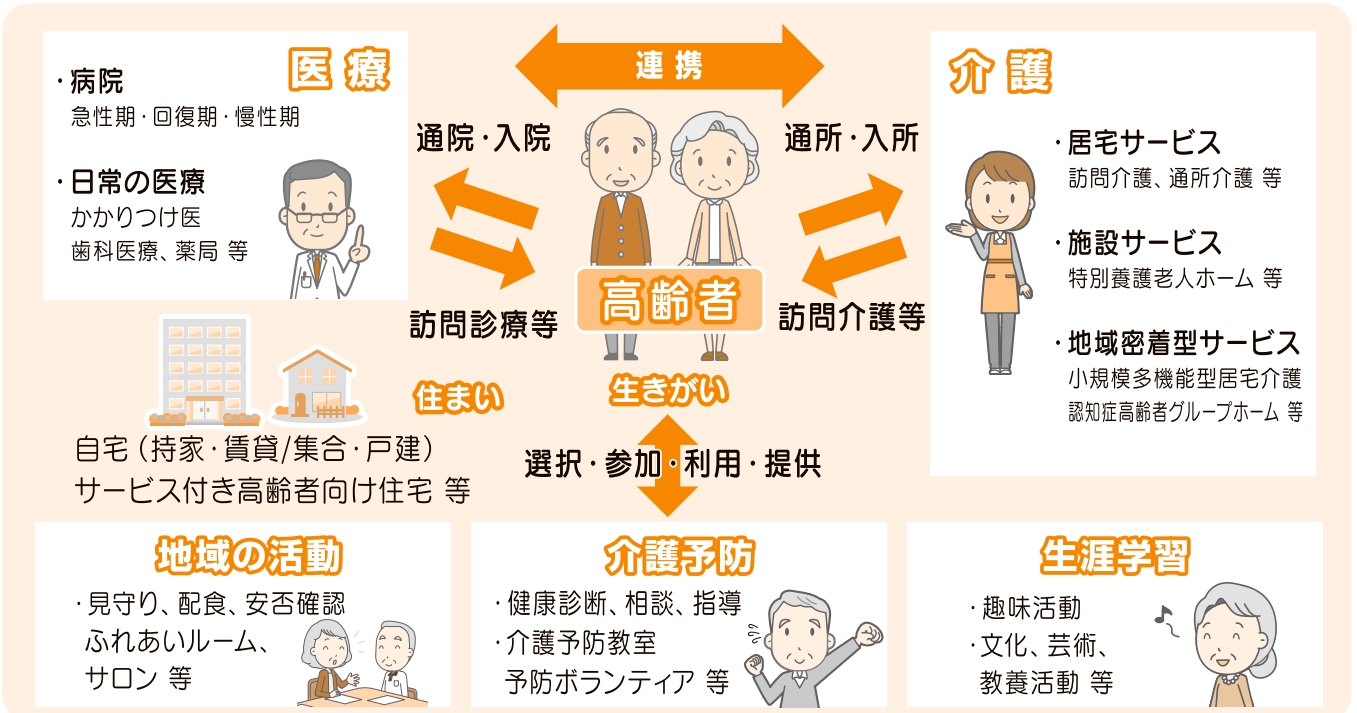 医療
・病院
急性期・回復期・慢性期
・日常の医療
かかりつけ医
歯科医療、薬局 等
連携
通院・入院
訪問診療等
通所・入所
訪問介護等
高齢者
介護
・居宅サービス
訪問介護、通所介護 等
・施設サービス
特別養護老人ホーム 等
・地域密着型サービス
小規模多機能型居宅介護
認知症高齢者グループホーム 等
住まい
自宅（持家・賃貸/集合・戸建）
サービス付き高齢者向け住宅 等
生きがい
選択・参加・利用・提供
地域の活動
・見守り、配食、安否確認
ふれあいルーム、
サロン 等
介護予防
・健康診断、相談、指導
・介護予防教室
予防ボランティア 等
生涯学習
・趣味活動
・文化、芸術、
教養活動 等